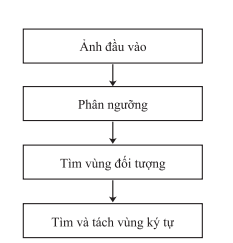 Ảnh đầu vào
Phân ngưỡng
Tìm vùng đối tượng
Tìm và tách vùng ký tự